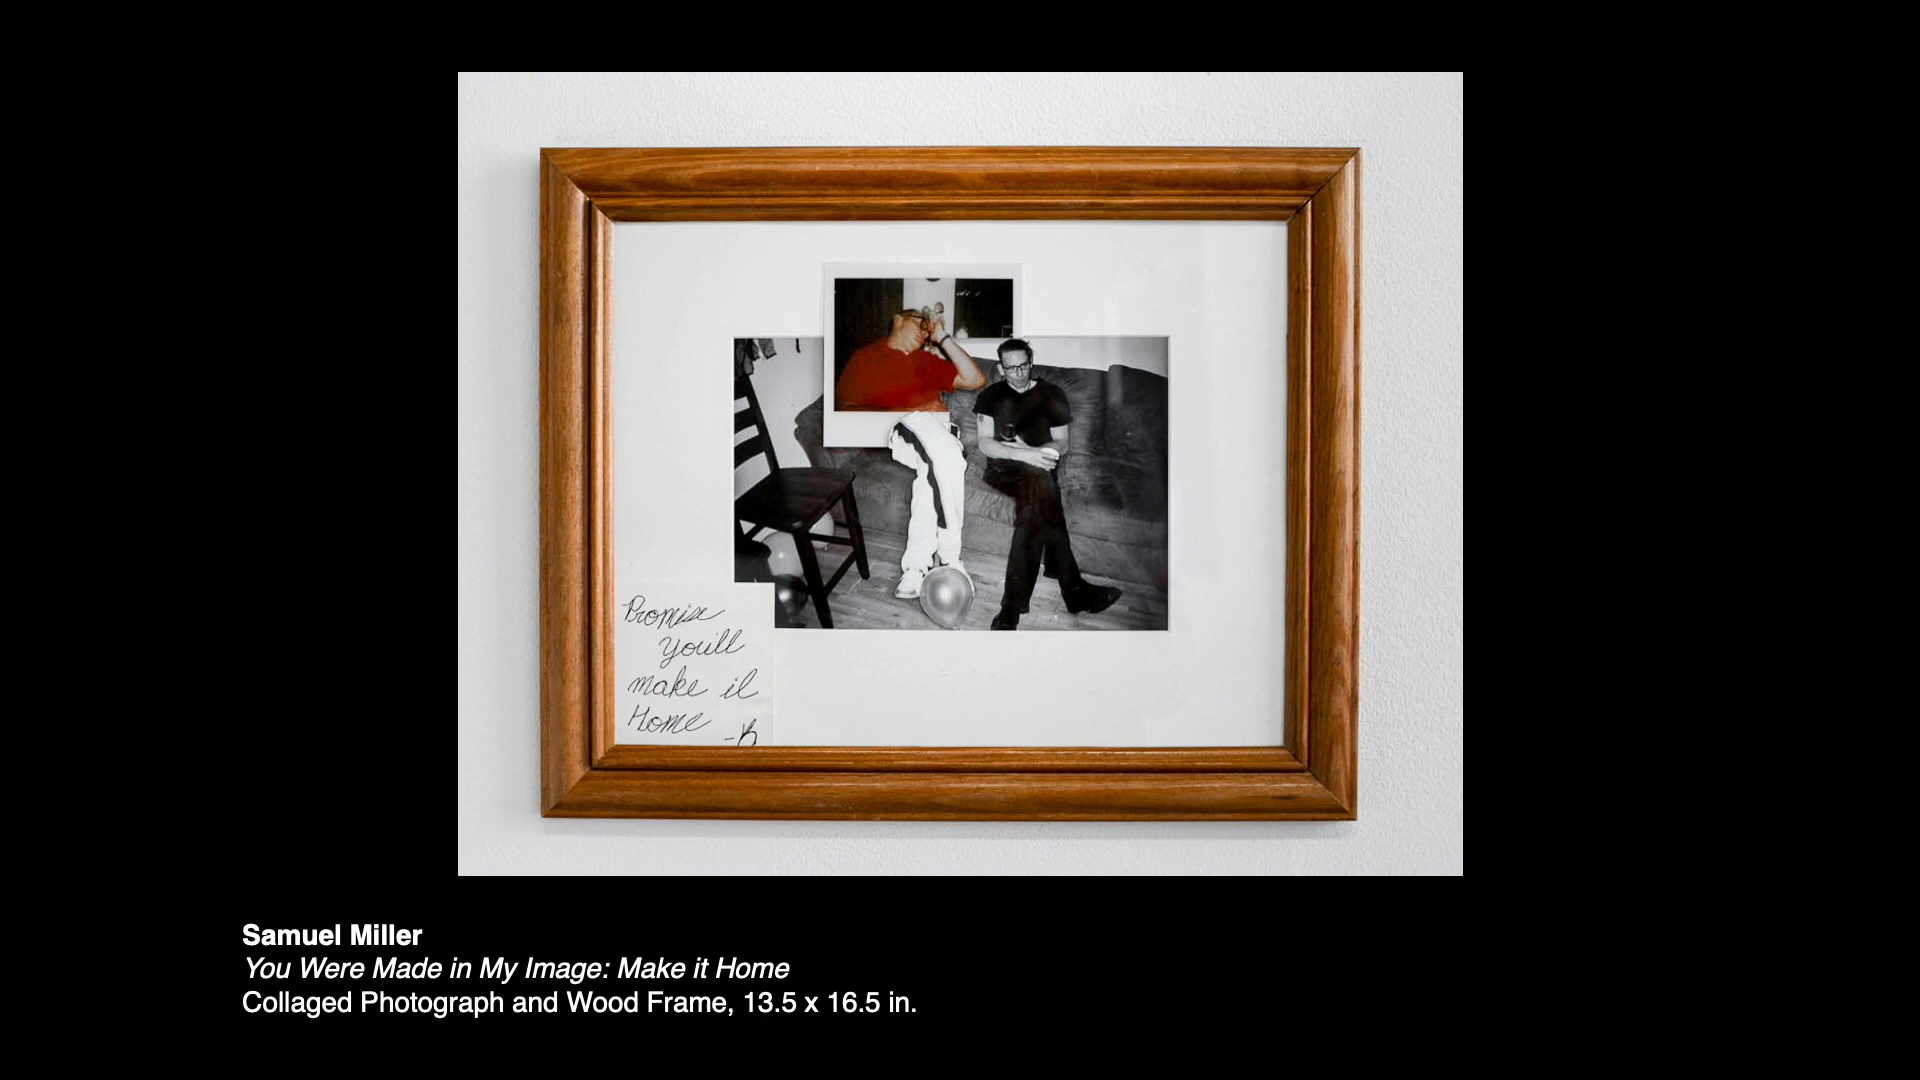 Promise
You'll
make it
Home
-K
Samuel Miller
You Were Made in My Image: Make it Home
Collaged Photograph and Wood Frame, 13.5 x 16.5 in.